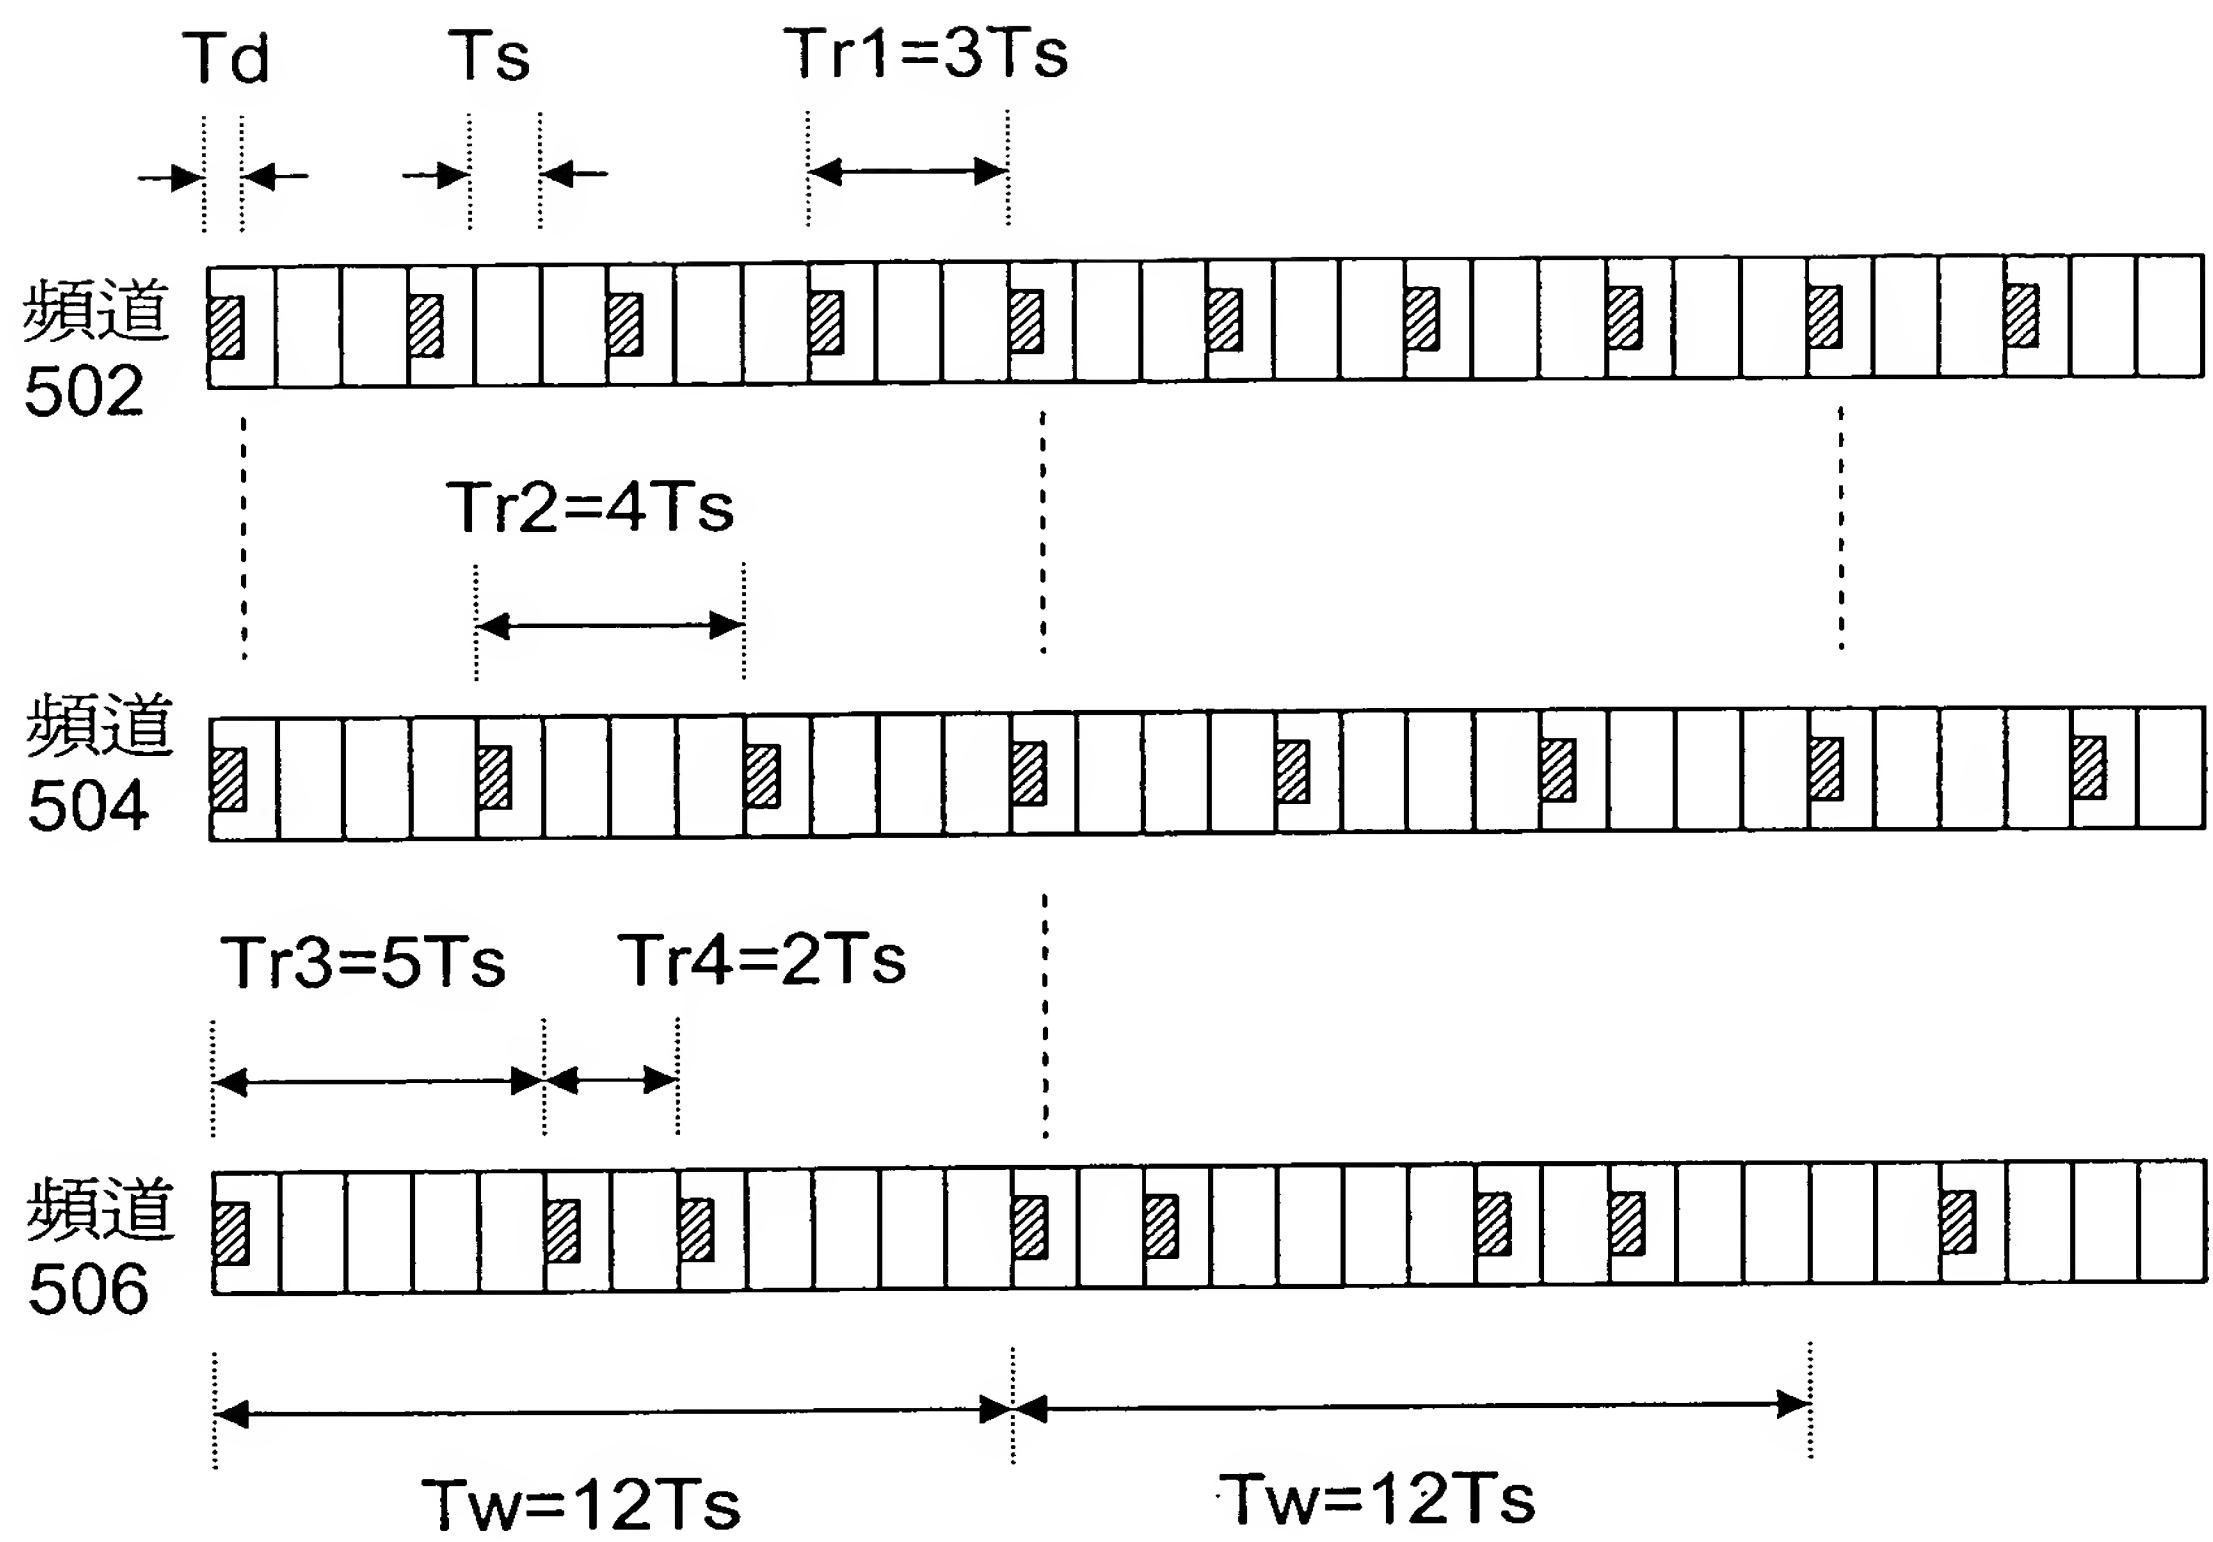 Td Ts Tr1=3Ts
頻道
502
Tr2=4Ts
頻道
504
Tr3=5Ts Tr4=2Ts
頻道
506
Tw=12Ts Tw=12Ts